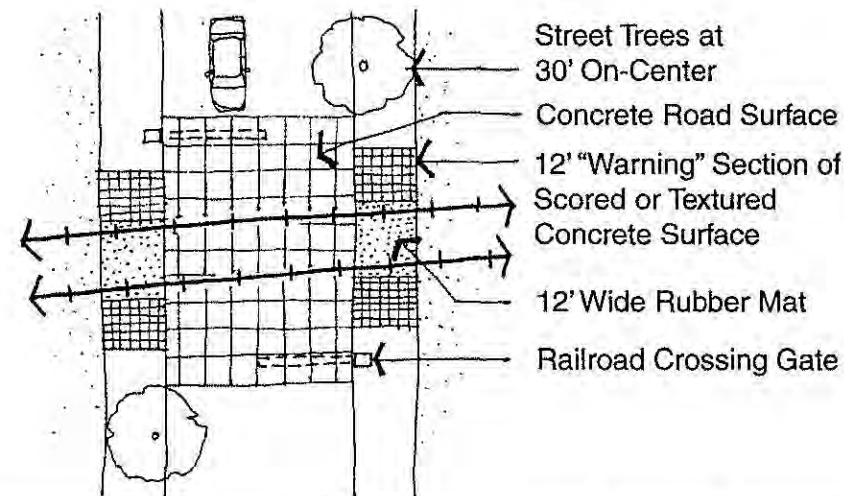 Street Trees at
30' On-Center
Concrete Road Surface
12' “Warning” Section of
Scored or Textured
Concrete Surface
12' Wide Rubber Mat
Railroad Crossing Gate